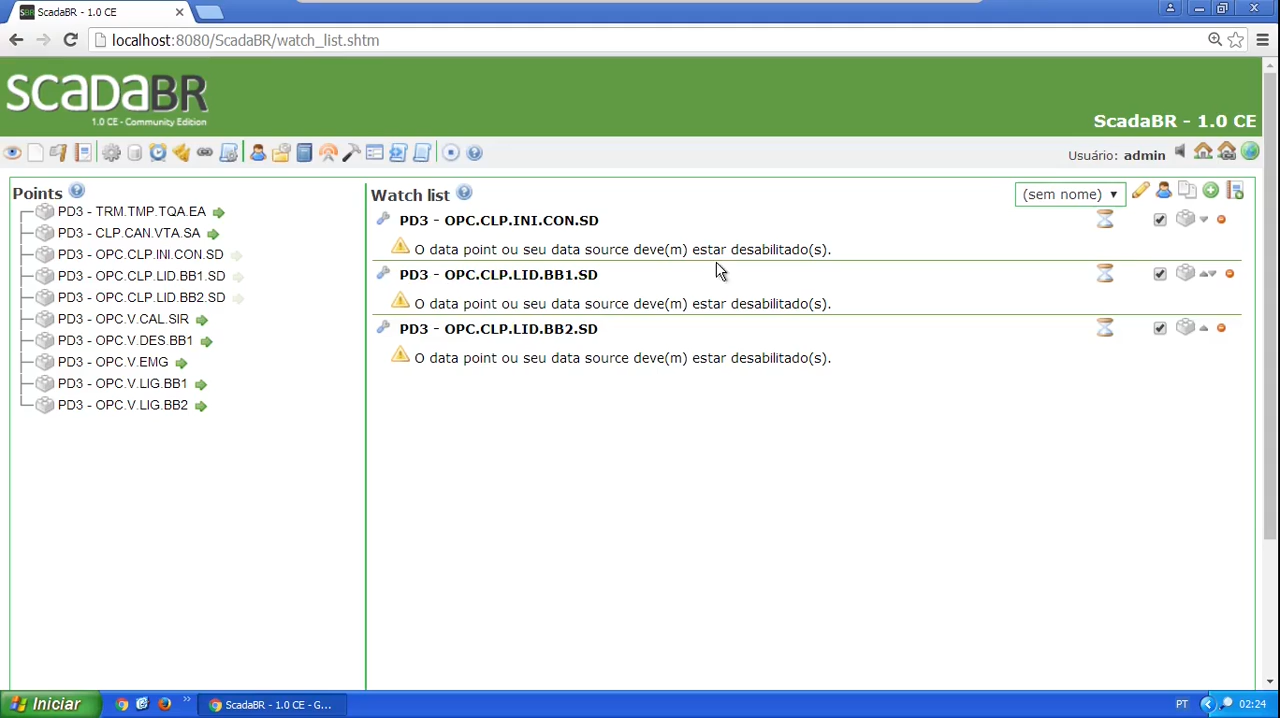 ScadaBR - 1.0 CE
localhost:8080/ScadaBR/watch_list.shtm
scadaBR
1.0 CE - Community Edition
ScadaBR - 1.0 CE
Usuário: admin
Points
PD3 - TRM.TMP.TQA.EA
PD3 - CLP.CAN.VTA.SA
PD3 - OPC.CLP.INI.CON.SD
PD3 - OPC.CLP.LID.BB1.SD
PD3 - OPC.CLP.LID.BB2.SD
PD3 - OPC.V.CAL.SIR
PD3 - OPC.V.DES.BB1
PD3 - OPC.V.EMG
PD3 - OPC.V.LIG.BB1
PD3 - OPC.V.LIG.BB2
Watch list
(sem nome)
PD3 - OPC.CLP.INI.CON.SD
O data point ou seu data source deve(m) estar desabilitado(s).
PD3 - OPC.CLP.LID.BB1.SD
O data point ou seu data source deve(m) estar desabilitado(s).
PD3 - OPC.CLP.LID.BB2.SD
O data point ou seu data source deve(m) estar desabilitado(s).
Iniciar
ScadaBR - 1.0 CE - G...
PT
02:24